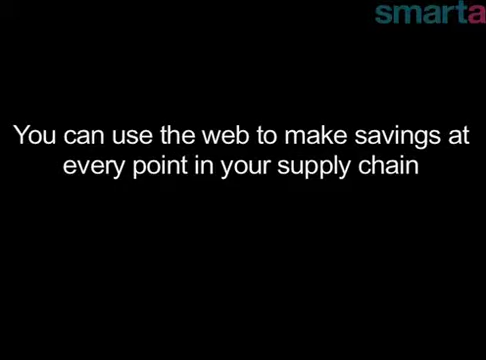 smarta
You can use the web to make savings at
every point in your supply chain